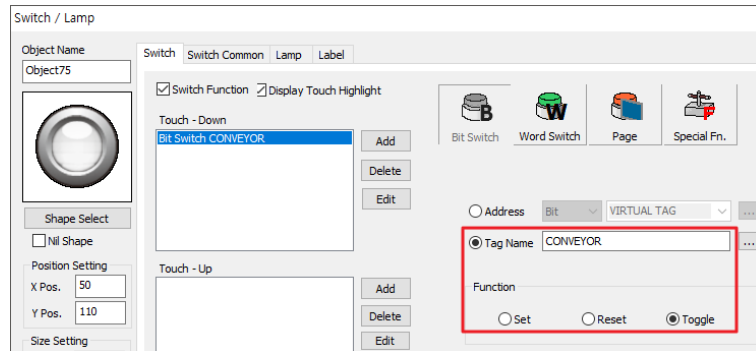 Switch / Lamp
Object Name
Object75
Shape Select
Nil Shape
Position Setting
X Pos. 50
Y Pos. 110
Size Setting
Switch Switch Common Lamp Label
Switch Function Display Touch Highlight
Touch - Down
Bit Switch CONVEYOR
Add
Delete
Edit
Touch - Up
Add
Delete
Edit
B W P
Bit Switch Word Switch Page Special Fn.
Address Bit VIRTUAL TAG ...
Tag Name CONVEYOR ...
Function
Set Reset Toggle